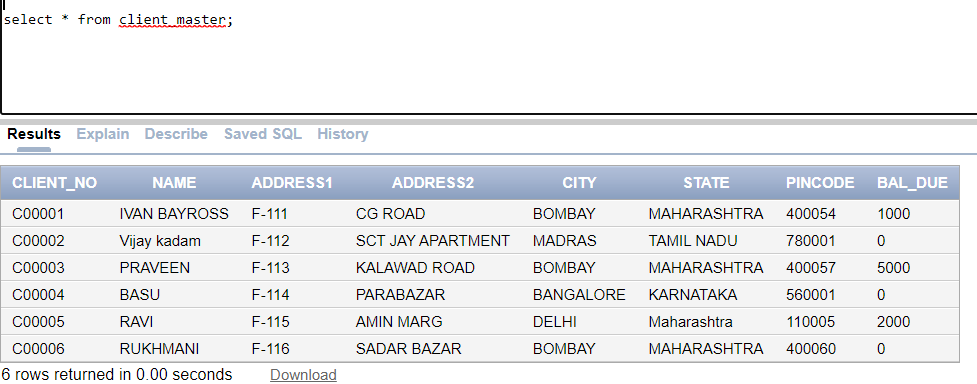 select * from client_master;
Results Explain Describe Saved SQL History
CLIENT_NO NAME ADDRESS1 ADDRESS2 CITY STATE PINCODE BAL_DUE
C00001 IVAN BAYROSS F-111 CG ROAD BOMBAY MAHARASHTRA 400054 1000
C00002 Vijay kadam F-112 SCT JAY APARTMENT MADRAS TAMIL NADU 780001 0
C00003 PRAVEEN F-113 KALAWAD ROAD BOMBAY MAHARASHTRA 400057 5000
C00004 BASU F-114 PARABAZAR BANGALORE KARNATAKA 560001 0
C00005 RAVI F-115 AMIN MARG DELHI Maharashtra 110005 2000
C00006 RUKHMANI F-116 SADAR BAZAR BOMBAY MAHARASHTRA 400060 0
6 rows returned in 0.00 seconds Download